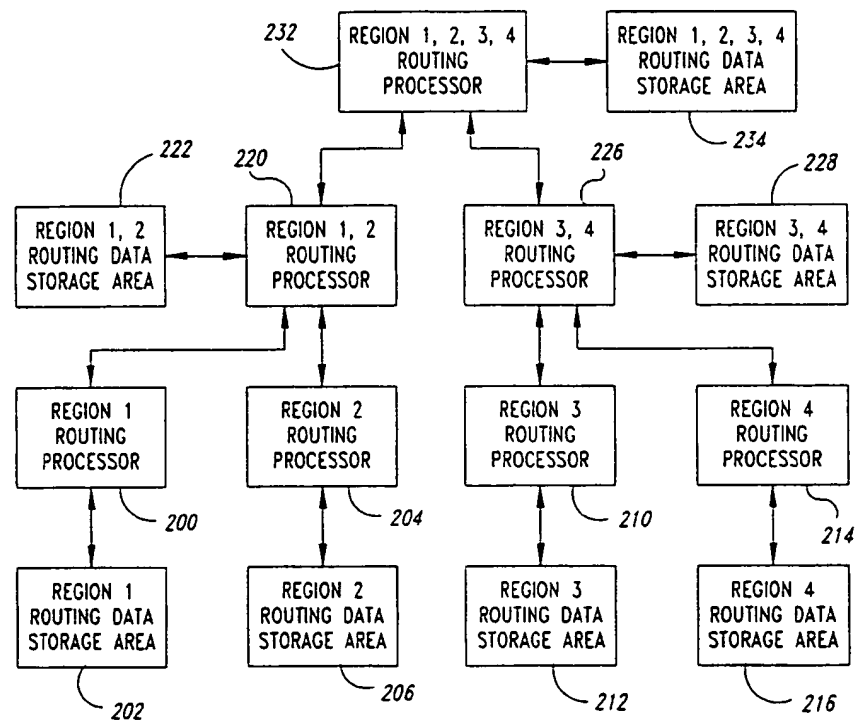 232
REGION 1, 2, 3, 4
ROUTING
PROCESSOR
REGION 1, 2, 3, 4
ROUTING DATA
STORAGE AREA
234
222
REGION 1, 2
ROUTING DATA
STORAGE AREA
220
REGION 1, 2
ROUTING
PROCESSOR
226
REGION 3, 4
ROUTING
PROCESSOR
228
REGION 3, 4
ROUTING DATA
STORAGE AREA
REGION 1
ROUTING
PROCESSOR
200
REGION 2
ROUTING
PROCESSOR
204
REGION 3
ROUTING
PROCESSOR
210
REGION 4
ROUTING
PROCESSOR
214
REGION 1
ROUTING DATA
STORAGE AREA
202
REGION 2
ROUTING DATA
STORAGE AREA
206
REGION 3
ROUTING DATA
STORAGE AREA
212
REGION 4
ROUTING DATA
STORAGE AREA
216